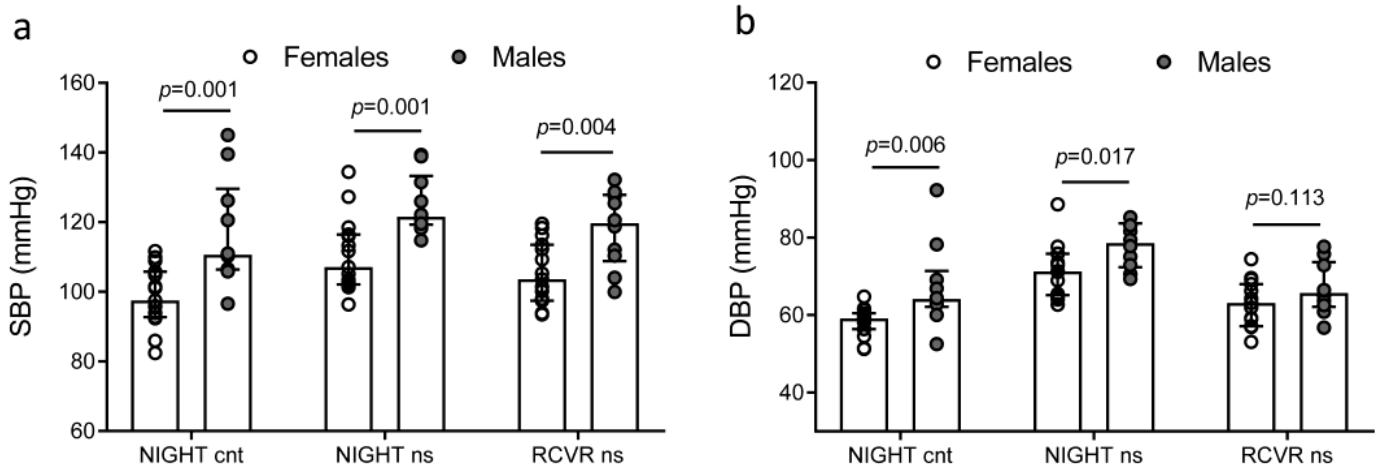 a
Females Males
SBP (mmHg)
160
140
120
100
80
60
p=0.001
p=0.001
p=0.004
NIGHT cnt NIGHT ns RCVR ns
b
Females Males
DBP (mmHg)
120
100
80
60
40
p=0.006
p=0.017
p=0.113
NIGHT cnt NIGHT ns RCVR ns